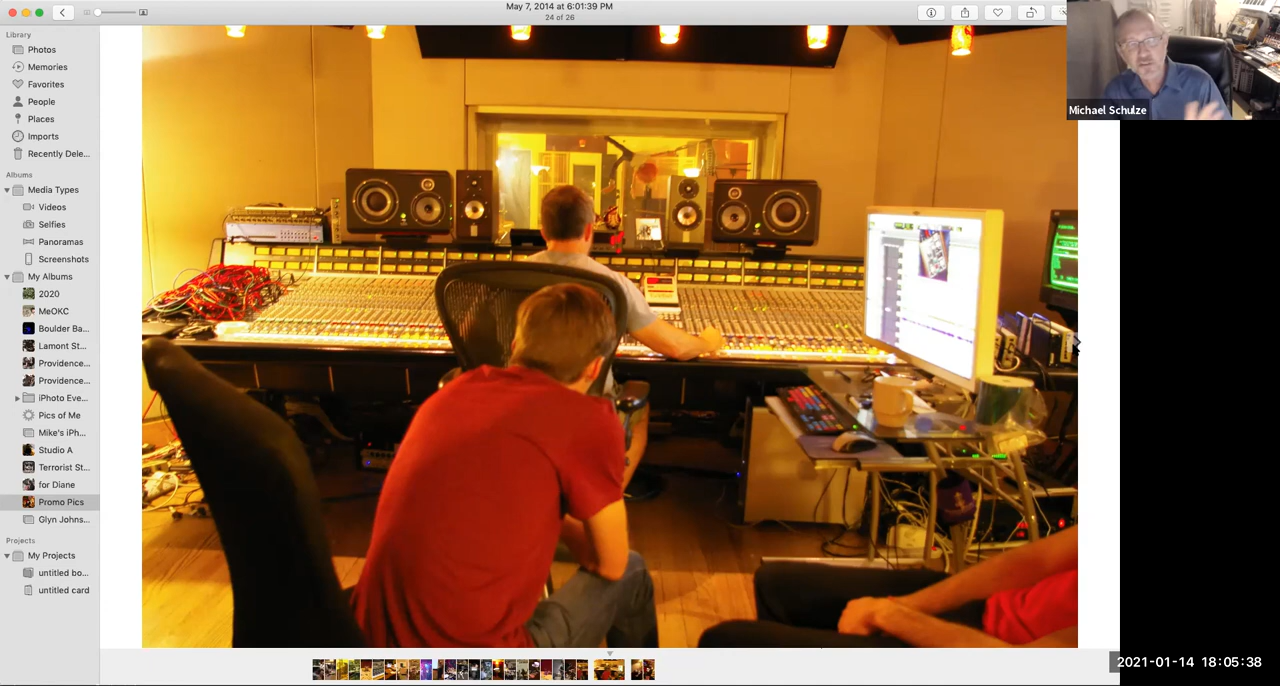 May 7, 2014 at 6:01:39 PM
24 of 26
Library
Photos
Memories
Favorites
People
Places
Imports
Recently Dele...
Albums
Media Types
Videos
Selfies
Panoramas
Screenshots
My Albums
2020
MeOKC
Boulder Ba...
Lamont St...
Providence...
Providence...
iPhoto Eve...
Pics of Me
Mike's iPh...
Studio A
Terrorist St...
for Diane
Promo Pics
Glyn Johns...
Projects
My Projects
untitled bo...
untitled card
Michael Schulze
2021-01-14 18:05:38